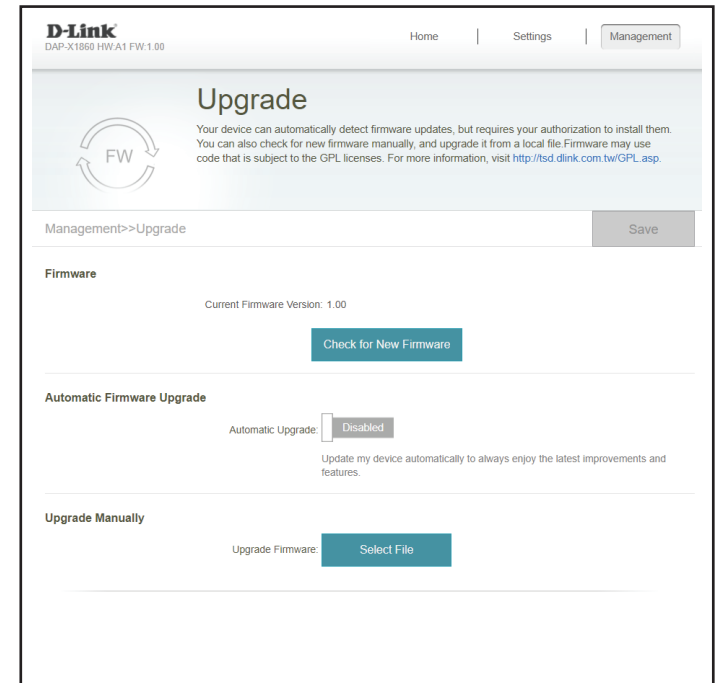 D-Link
DAP-X1860 HW:A1 FW:1.00
Home | Settings | Management
Upgrade
Your device can automatically detect firmware updates, but requires your authorization to install them.
You can also check for new firmware manually, and upgrade it from a local file.Firmware may use
code that is subject to the GPL licenses. For more information, visit http://tsd.dlink.com.tw/GPL.asp.
FW
Management>>Upgrade
Save
Firmware
Current Firmware Version: 1.00
Check for New Firmware
Automatic Firmware Upgrade
Automatic Upgrade: Disabled
Update my device automatically to always enjoy the latest improvements and
features.
Upgrade Manually
Upgrade Firmware: Select File